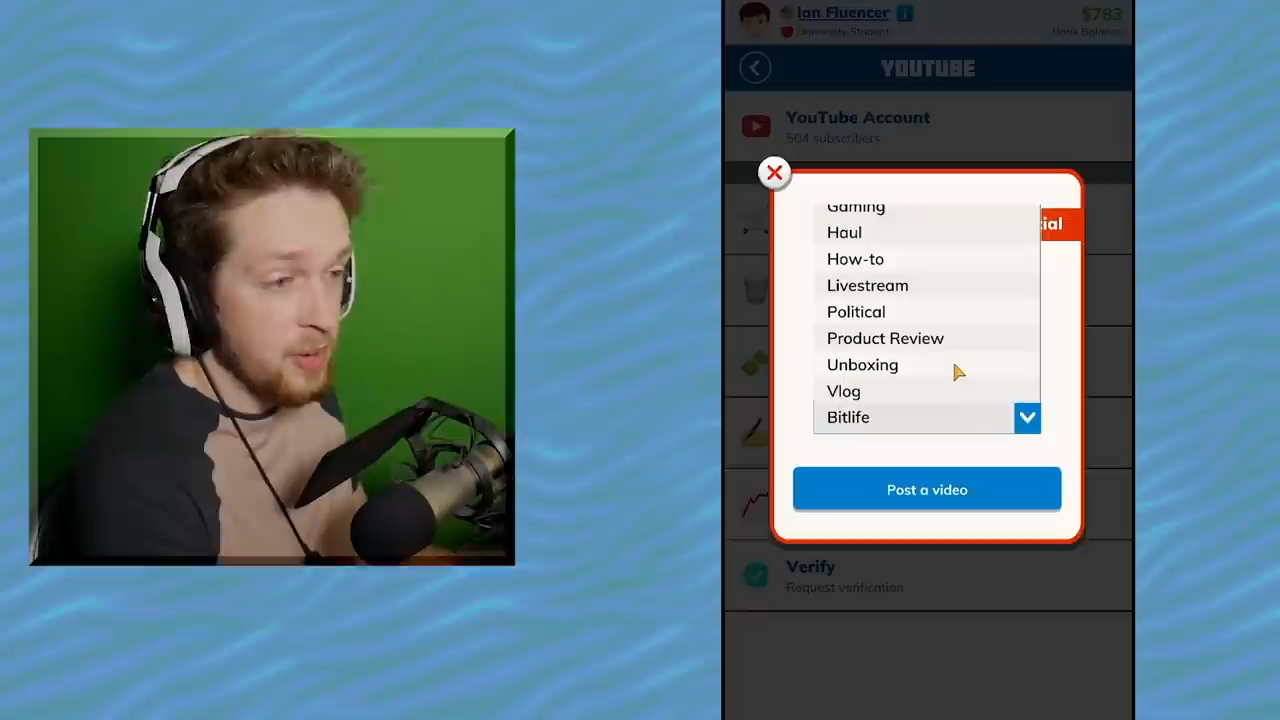 Ian Fluencer i
$783
University Student
Bank Balance
YOUTUBE
YouTube Account
504 subscribers
Gaming
Haul
How-to
Livestream
Political
Product Review
Unboxing
Vlog
Bitlife
Post a video
Verify
Request verification